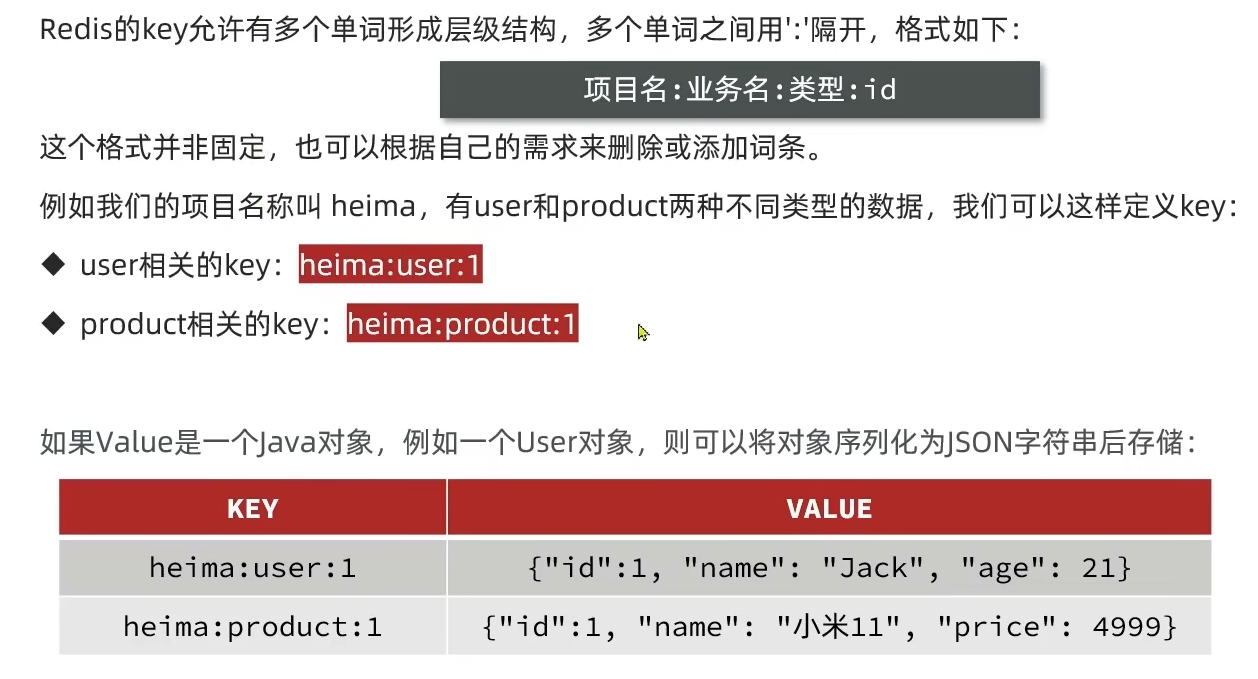 Redis的key允许有多个单词形成层级结构，多个单词之间用':'隔开，格式如下：
项目名:业务名:类型:id
这个格式并非固定，也可以根据自己的需求来删除或添加词条。
例如我们的项目名称叫 heima，有user和product两种不同类型的数据，我们可以这样定义key：
◆ user相关的key：heima:user:1
◆ product相关的key：heima:product:1
如果Value是一个Java对象，例如一个User对象，则可以将对象序列化为JSON字符串后存储：
KEY VALUE
heima:user:1 {"id":1, "name": "Jack", "age": 21}
heima:product:1 {"id":1, "name": "小米11", "price": 4999}